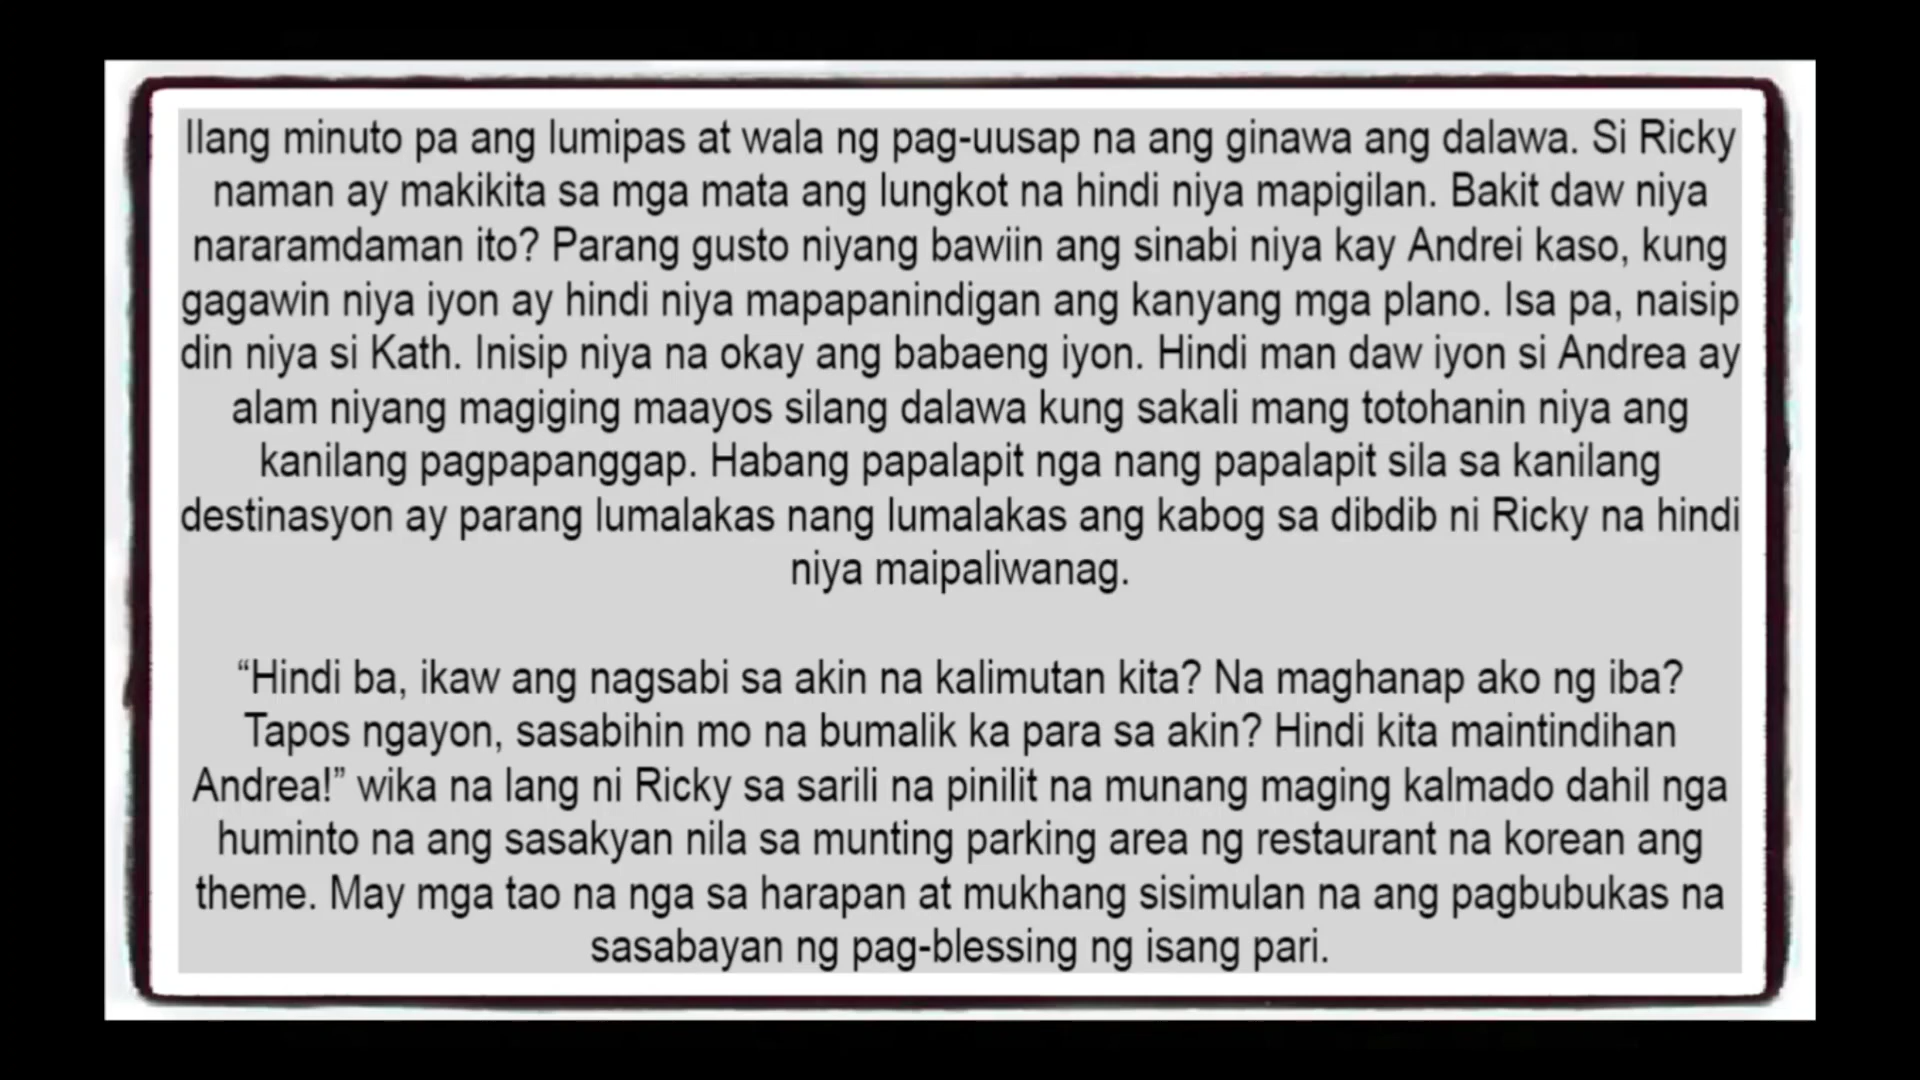 Ilang minuto pa ang lumipas at wala ng pag-uusap na ang ginawa ang dalawa. Si Ricky
naman ay makikita sa mga mata ang lungkot na hindi niya mapigilan. Bakit daw niya
nararamdaman ito? Parang gusto niyang bawiin ang sinabi niya kay Andrei kaso, kung
gagawin niya iyon ay hindi niya mapapanindigan ang kanyang mga plano. Isa pa, naisip
din niya si Kath. Inisip niya na okay ang babaeng iyon. Hindi man daw iyon si Andrea ay
alam niyang magiging maayos silang dalawa kung sakali mang totohanin niya ang
kanilang pagpapanggap. Habang papalapit nga nang papalapit sila sa kanilang
destinasyon ay parang lumalakas nang lumalakas ang kabog sa dibdib ni Ricky na hindi
niya maipaliwanag.
“Hindi ba, ikaw ang nagsabi sa akin na kalimutan kita? Na maghanap ako ng iba?
Tapos ngayon, sasabihin mo na bumalik ka para sa akin? Hindi kita maintindihan
Andrea!” wika na lang ni Ricky sa sarili na pinilit na munang maging kalmado dahil nga
huminto na ang sasakyan nila sa munting parking area ng restaurant na korean ang
theme. May mga tao na nga sa harapan at mukhang sisimulan na ang pagbubukas na
sasabayan ng pag-blessing ng isang pari.